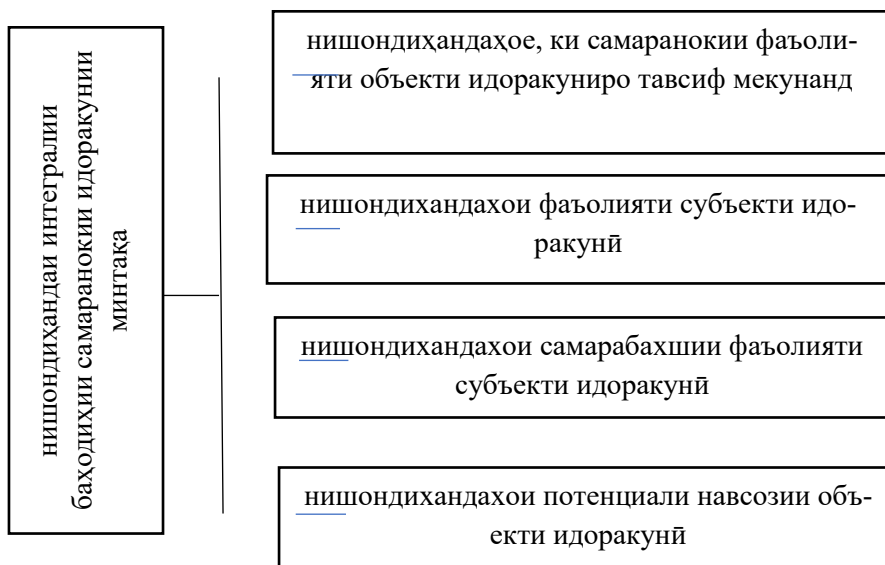 нишондиҳандаи интегралии
баҳодиҳии самаранокии идоракунии
минтақа
нишондиҳандаҳое, ки самаранокии фаъоли-
яти объекти идоракуниро тавсиф мекунанд
нишондихандахои фаъолияти субъекти идо-
ракунӣ
нишондихандахои самарабахшии фаъолияти
субъекти идоракунӣ
нишондихандахои потенциали навсозии объ-
екти идоракунӣ